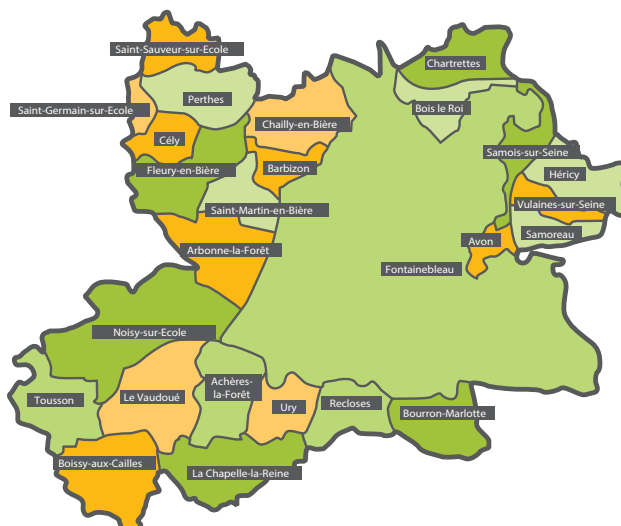 Saint-Sauveur-sur-Ecole
Chartrettes
Perthes
Saint-Germain-sur-Ecole
Bois le Roi
Chailly-en-Bière
Cély
Samois-sur-Seine
Barbizon
Fleury-en-Bière
Héricy
Vulaines-sur-Seine
Saint-Martin-en-Bière
Samoreau
Avon
Arbonne-la-Forêt
Fontainebleau
Noisy-sur-Ecole
Achères-
la-Forêt
Tousson
Le Vaudoué
Ury
Recloses
Bourron-Marlotte
Boissy-aux-Cailles
La Chapelle-la-Reine